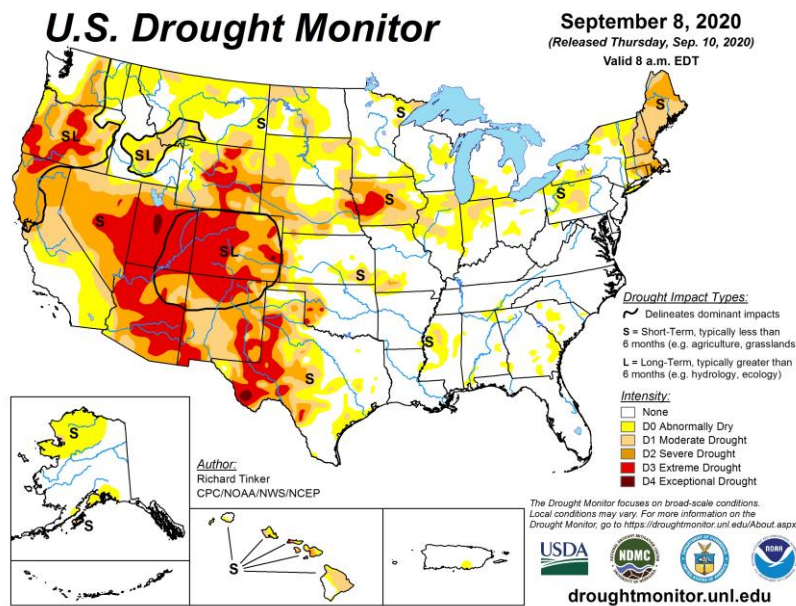 U.S. Drought Monitor
September 8, 2020
(Released Thursday, Sep. 10, 2020)
Valid 8 a.m. EDT
S
S
S
SL
SL
S
S
S
SL
S
S
S
Drought Impact Types:
Delineates dominant impacts
S = Short-Term, typically less than
6 months (e.g. agriculture, grasslands
L = Long-Term, typically greater than
6 months (e.g. hydrology, ecology)
Intensity:
None
D0 Abnormally Dry
D1 Moderate Drought
D2 Severe Drought
D3 Extreme Drought
D4 Exceptional Drought
S
S
Author:
Richard Tinker
CPC/NOAA/NWS/NCEP
S
The Drought Monitor focuses on broad-scale conditions.
Local conditions may vary. For more information on the
Drought Monitor, go to https://droughtmonitor.unl.edu/About.aspx
USDA
NDMC
NOAA
droughtmonitor.unl.edu